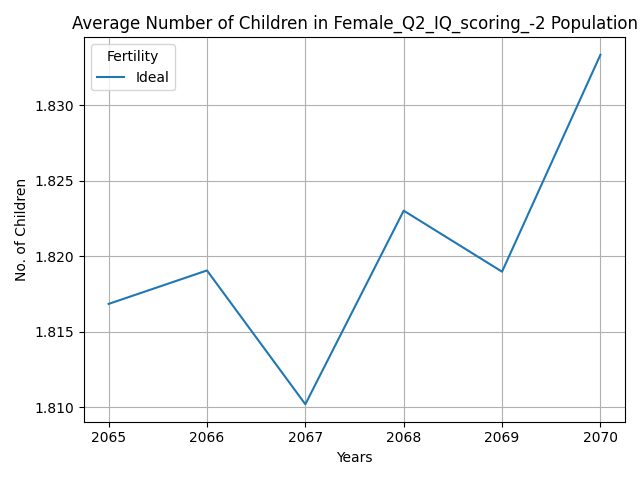 Average Number of Children in Female_Q2_IQ_scoring_-2 Population
Fertility
Ideal
No. of Children
1.830
1.825
1.820
1.815
1.810
2065 2066 2067 2068 2069 2070
Years